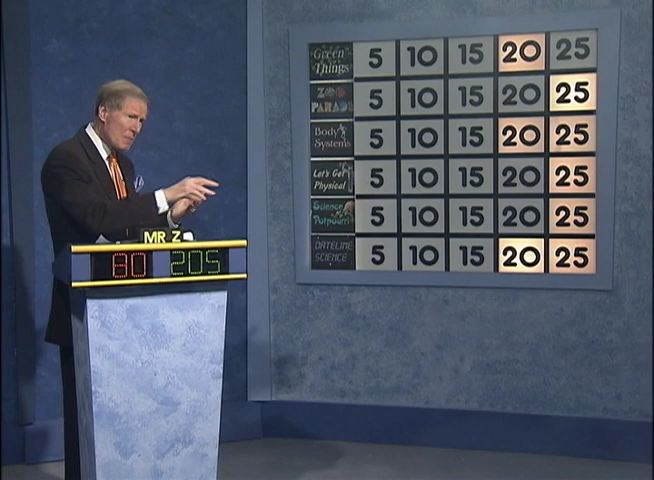 Green Things 5 10 15 20 25
ZOO PARADE 5 10 15 20 25
Body Systems 5 10 15 20 25
Let's Get Physical 5 10 15 20 25
Science Potpourri 5 10 15 20 25
DATELINE SCIENCE 5 10 15 20 25
MR Z
80 205